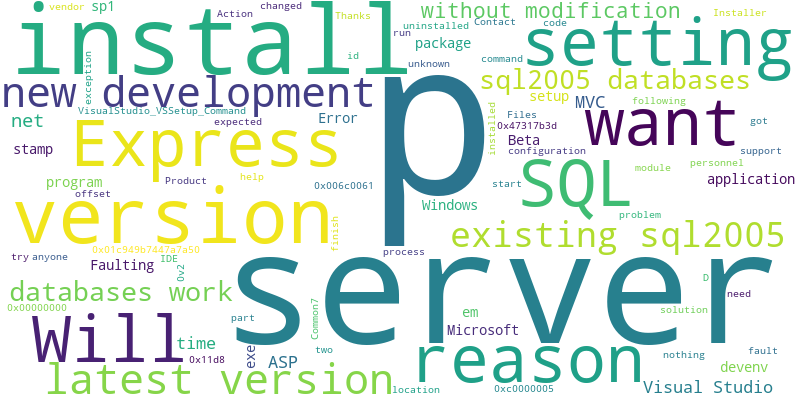 vendor sp1
Action changed
Thanks
without modification
Installer
install
uninstalled Contact code
run
package
setting
exception
id
command
unknown
new development
p
sql2005 databases
setup MVC
following
VisualStudio_VSSetup_Command
Files got
net
expected Error
installed
0x47317b3d
want
Express
Beta
support
stamp
configuration
SQL
module personnel
program Product help
0x006c0061
start
application
offset
version
Windows
problem
finish
existing sql2005
0x01c949b7447a7a50
process
try anyone IDE
Faulting
0v2
server
D
need
databases work
0x00000000
Common7
part
em
solution
Will
time
Microsoft
two
reason
nothing fault
0x11d8
exe ASP
devenv
latest version
location
0xc0000005
Visual Studio